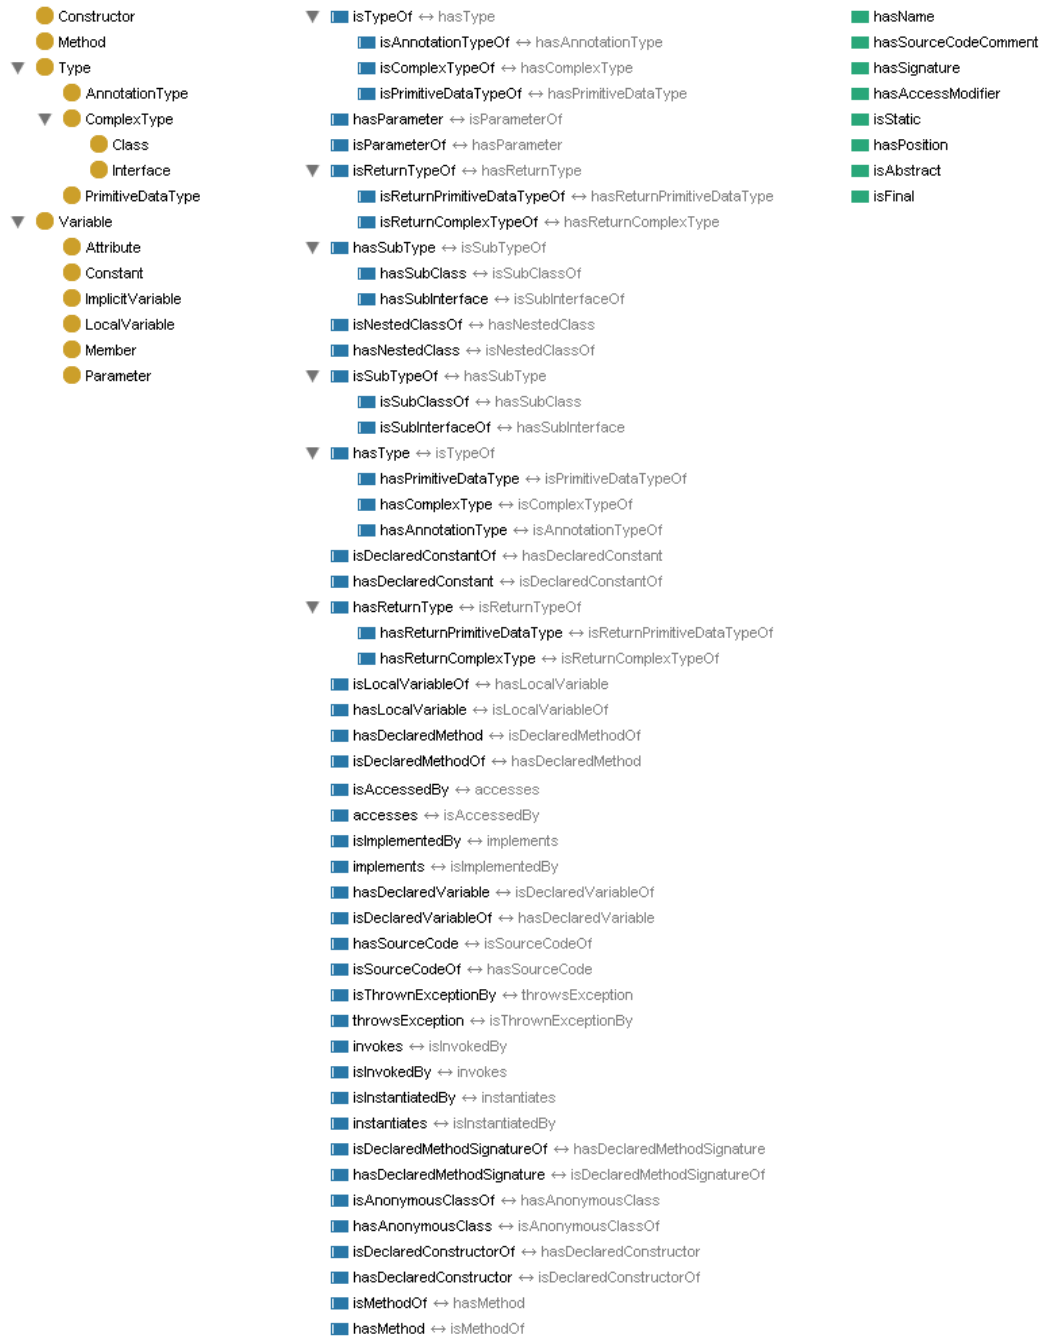 Constructor
Method
Type
AnnotationType
ComplexType
Class
Interface
PrimitiveDataType
Variable
Attribute
Constant
ImplicitVariable
LocalVariable
Member
Parameter
isTypeOf ↔ hasType
isAnnotationTypeOf ↔ hasAnnotationType
isComplexTypeOf ↔ hasComplexType
isPrimitiveDataTypeOf ↔ hasPrimitiveDataType
hasParameter ↔ isParameterOf
isParameterOf ↔ hasParameter
isReturnTypeOf ↔ hasReturnType
isReturnPrimitiveDataTypeOf ↔ hasReturnPrimitiveDataType
isReturnComplexTypeOf ↔ hasReturnComplexType
hasSubType ↔ isSubTypeOf
hasSubClass ↔ isSubClassOf
hasSubInterface ↔ isSubInterfaceOf
isNestedClassOf ↔ hasNestedClass
hasNestedClass ↔ isNestedClassOf
isSubTypeOf ↔ hasSubType
isSubClassOf ↔ hasSubClass
isSubInterfaceOf ↔ hasSubInterface
hasType ↔ isTypeOf
hasPrimitiveDataType ↔ isPrimitiveDataTypeOf
hasComplexType ↔ isComplexTypeOf
hasAnnotationType ↔ isAnnotationTypeOf
isDeclaredConstantOf ↔ hasDeclaredConstant
hasDeclaredConstant ↔ isDeclaredConstantOf
hasReturnType ↔ isReturnTypeOf
hasReturnPrimitiveDataType ↔ isReturnPrimitiveDataTypeOf
hasReturnComplexType ↔ isReturnComplexTypeOf
isLocalVariableOf ↔ hasLocalVariable
hasLocalVariable ↔ isLocalVariableOf
hasDeclaredMethod ↔ isDeclaredMethodOf
isDeclaredMethodOf ↔ hasDeclaredMethod
isAccessedBy ↔ accesses
accesses ↔ isAccessedBy
isImplementedBy ↔ implements
implements ↔ isImplementedBy
hasDeclaredVariable ↔ isDeclaredVariableOf
isDeclaredVariableOf ↔ hasDeclaredVariable
hasSourceCode ↔ isSourceCodeOf
isSourceCodeOf ↔ hasSourceCode
isThrownExceptionBy ↔ throwsException
throwsException ↔ isThrownExceptionBy
invokes ↔ isInvokedBy
isInvokedBy ↔ invokes
isInstantiatedBy ↔ instantiates
instantiates ↔ isInstantiatedBy
isDeclaredMethodSignatureOf ↔ hasDeclaredMethodSignature
hasDeclaredMethodSignature ↔ isDeclaredMethodSignatureOf
isAnonymousClassOf ↔ hasAnonymousClass
hasAnonymousClass ↔ isAnonymousClassOf
isDeclaredConstructorOf ↔ hasDeclaredConstructor
hasDeclaredConstructor ↔ isDeclaredConstructorOf
isMethodOf ↔ hasMethod
hasMethod ↔ isMethodOf
hasName
hasSourceCodeComment
hasSignature
hasAccessModifier
isStatic
hasPosition
isAbstract
isFinal